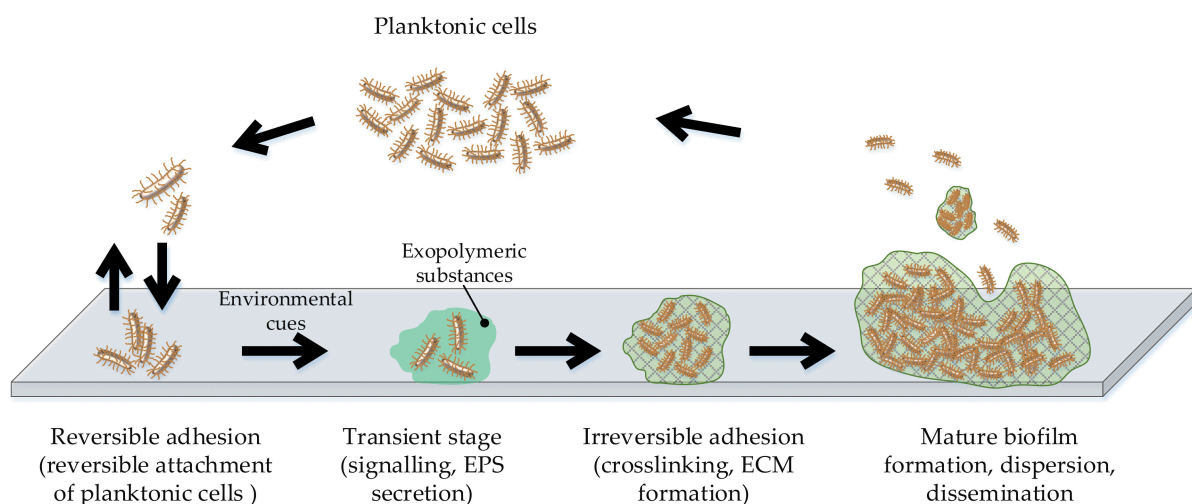 Planktonic cells
Exopolymeric
substances
Environmental
cues
Reversible adhesion
(reversible attachment
of planktonic cells )
Transient stage
(signalling, EPS
secretion)
Irreversible adhesion
(crosslinking, ECM
formation)
Mature biofilm
formation, dispersion,
dissemination